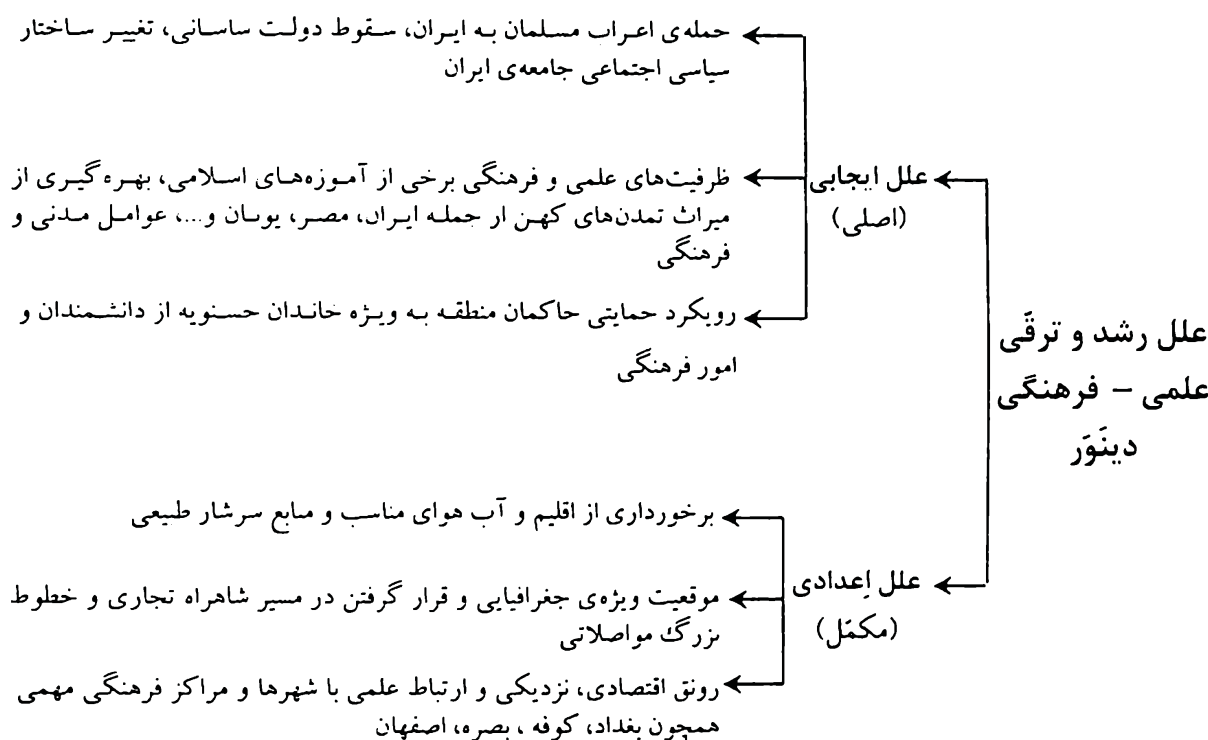 علل رشد و ترقّی
علمی – فرهنگی
دینَوَر
علل ایجابی
(اصلی)
حمله‌ی اعراب مسلمان به ایران، سقوط دولت ساسانی، تغییر ساختار
سیاسی اجتماعی جامعه‌ی ایران
ظرفیت‌های علمی و فرهنگی برخی از آموزه‌های اسلامی، بهره گیری از
میراث تمدن‌های کهن از جمله ایران، مصر، یونان و...، عوامل مدنی و
فرهنگی
رویکرد حمایتی حاکمان منطقه به ویژه خاندان حسنویه از دانشمندان و
امور فرهنگی
علل اِعدادی
(مکمّل)
برخورداری از اقلیم و آب هوای مناسب و منابع سرشار طبیعی
موقعیت ویژه‌ی جغرافیایی و قرار گرفتن در مسیر شاهراه تجاری و خطوط
بزرگ مواصلاتی
رونق اقتصادی، نزدیکی و ارتباط علمی با شهرها و مراکز فرهنگی مهمی
همچون بغداد، کوفه ، بصره، اصفهان